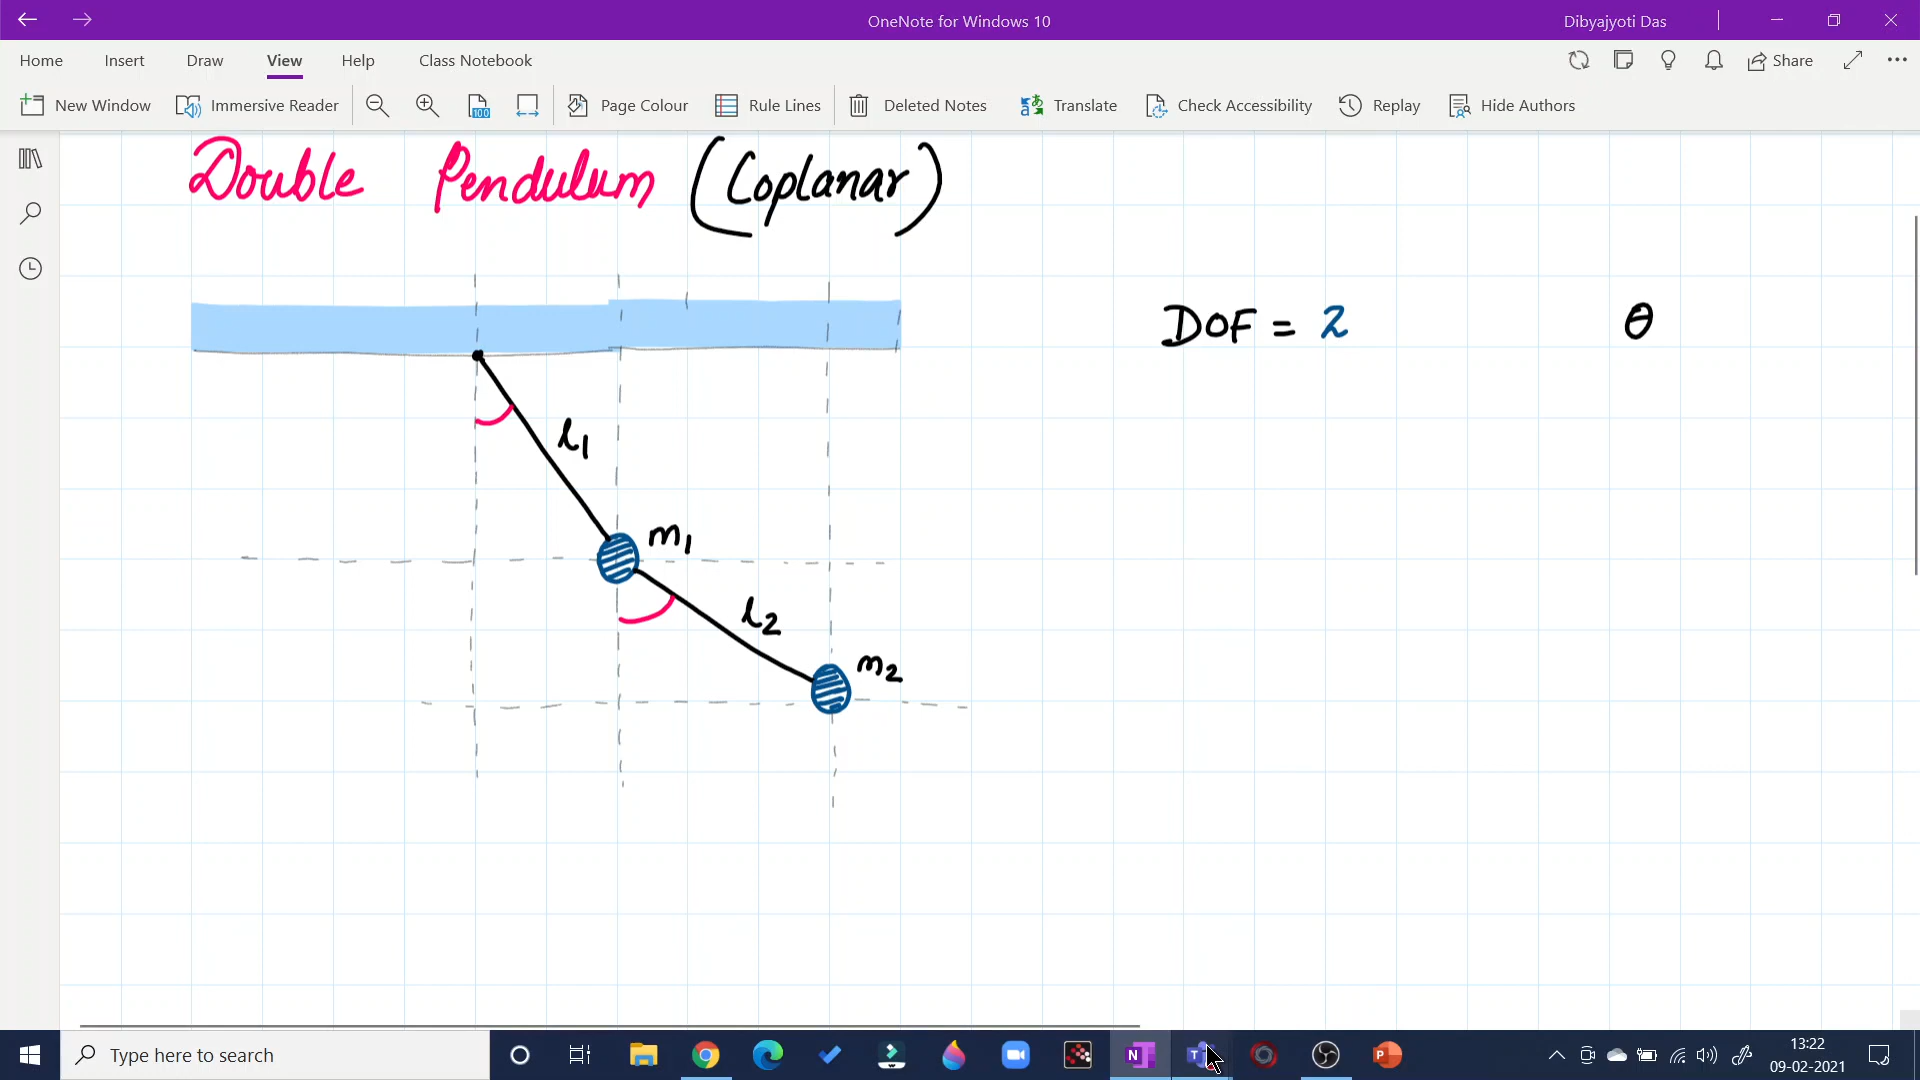 OneNote for Windows 10
Dibyajyoti Das
Home Insert Draw View Help Class Notebook
Share
New Window Immersive Reader 100 Page Colour Rule Lines Deleted Notes Translate Check Accessibility Replay Hide Authors
Double Pendulum (Coplanar)
DOF = 2 θ
l1
m1
l2
m2
Type here to search
13:22
09-02-2021